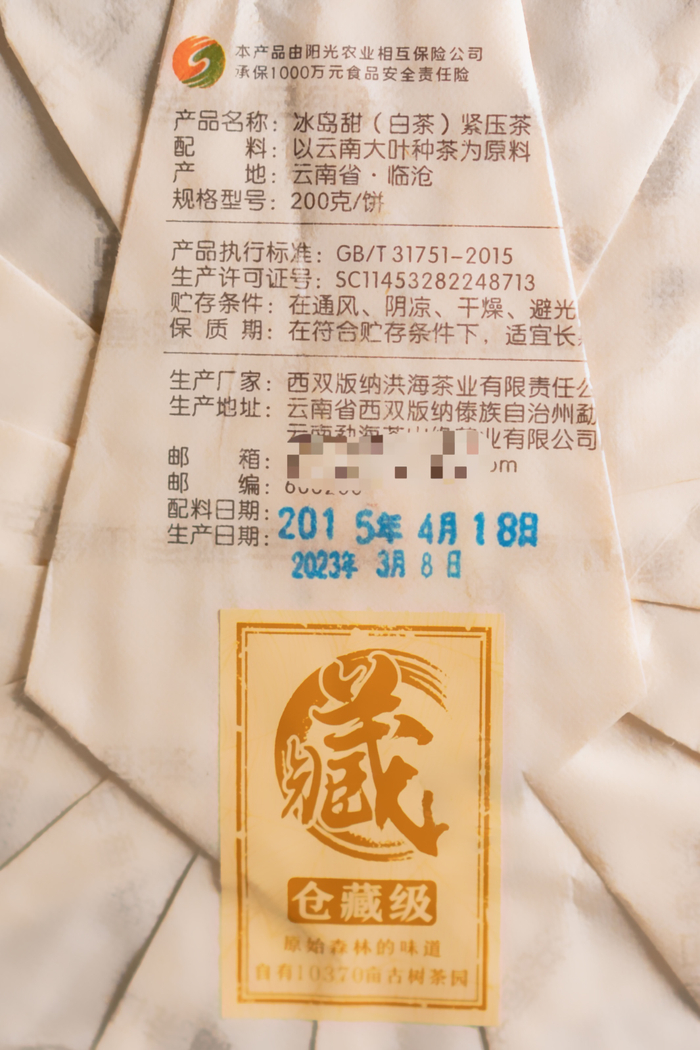 本产品由阳光农业相互保险公司
承保1000万元食品安全责任险
产品名称：冰岛甜（白茶）紧压茶
配 料：以云南大叶种茶为原料
产 地：云南省·临沧
规格型号：200克/饼
产品执行标准：GB/T 31751-2015
生产许可证号：SC11453282248713
贮存条件：在通风、阴凉、干燥、避光
保 质 期：在符合贮存条件下，适宜长
生产厂家：西双版纳洪海茶业有限责任公
生产地址：云南省西双版纳傣族自治州勐
业有限公司
邮 箱：
om
邮 编：
配料日期：2015年 4月18日
生产日期：2023年 3月 8日
藏
仓藏级
原始森林的味道
自有10370亩古树茶园